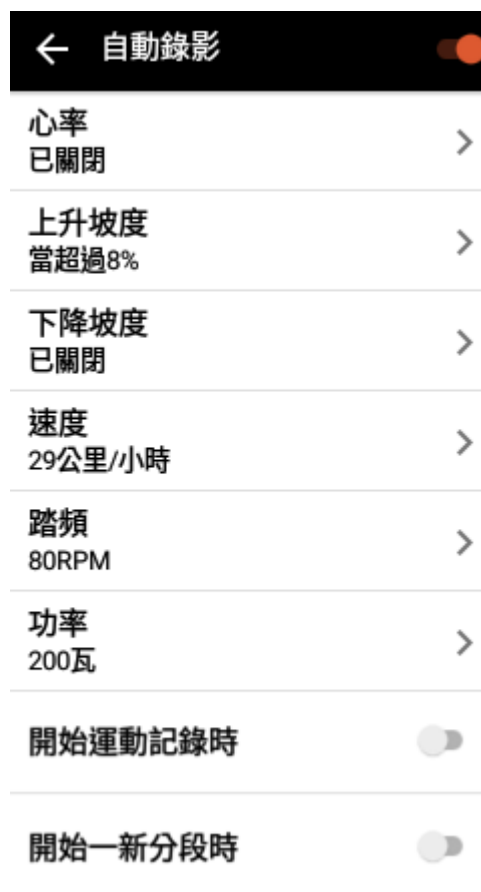 自動錄影
心率
已關閉
上升坡度
當超過8%
下降坡度
已關閉
速度
29公里/小時
踏頻
80RPM
功率
200瓦
開始運動記錄時
開始一新分段時